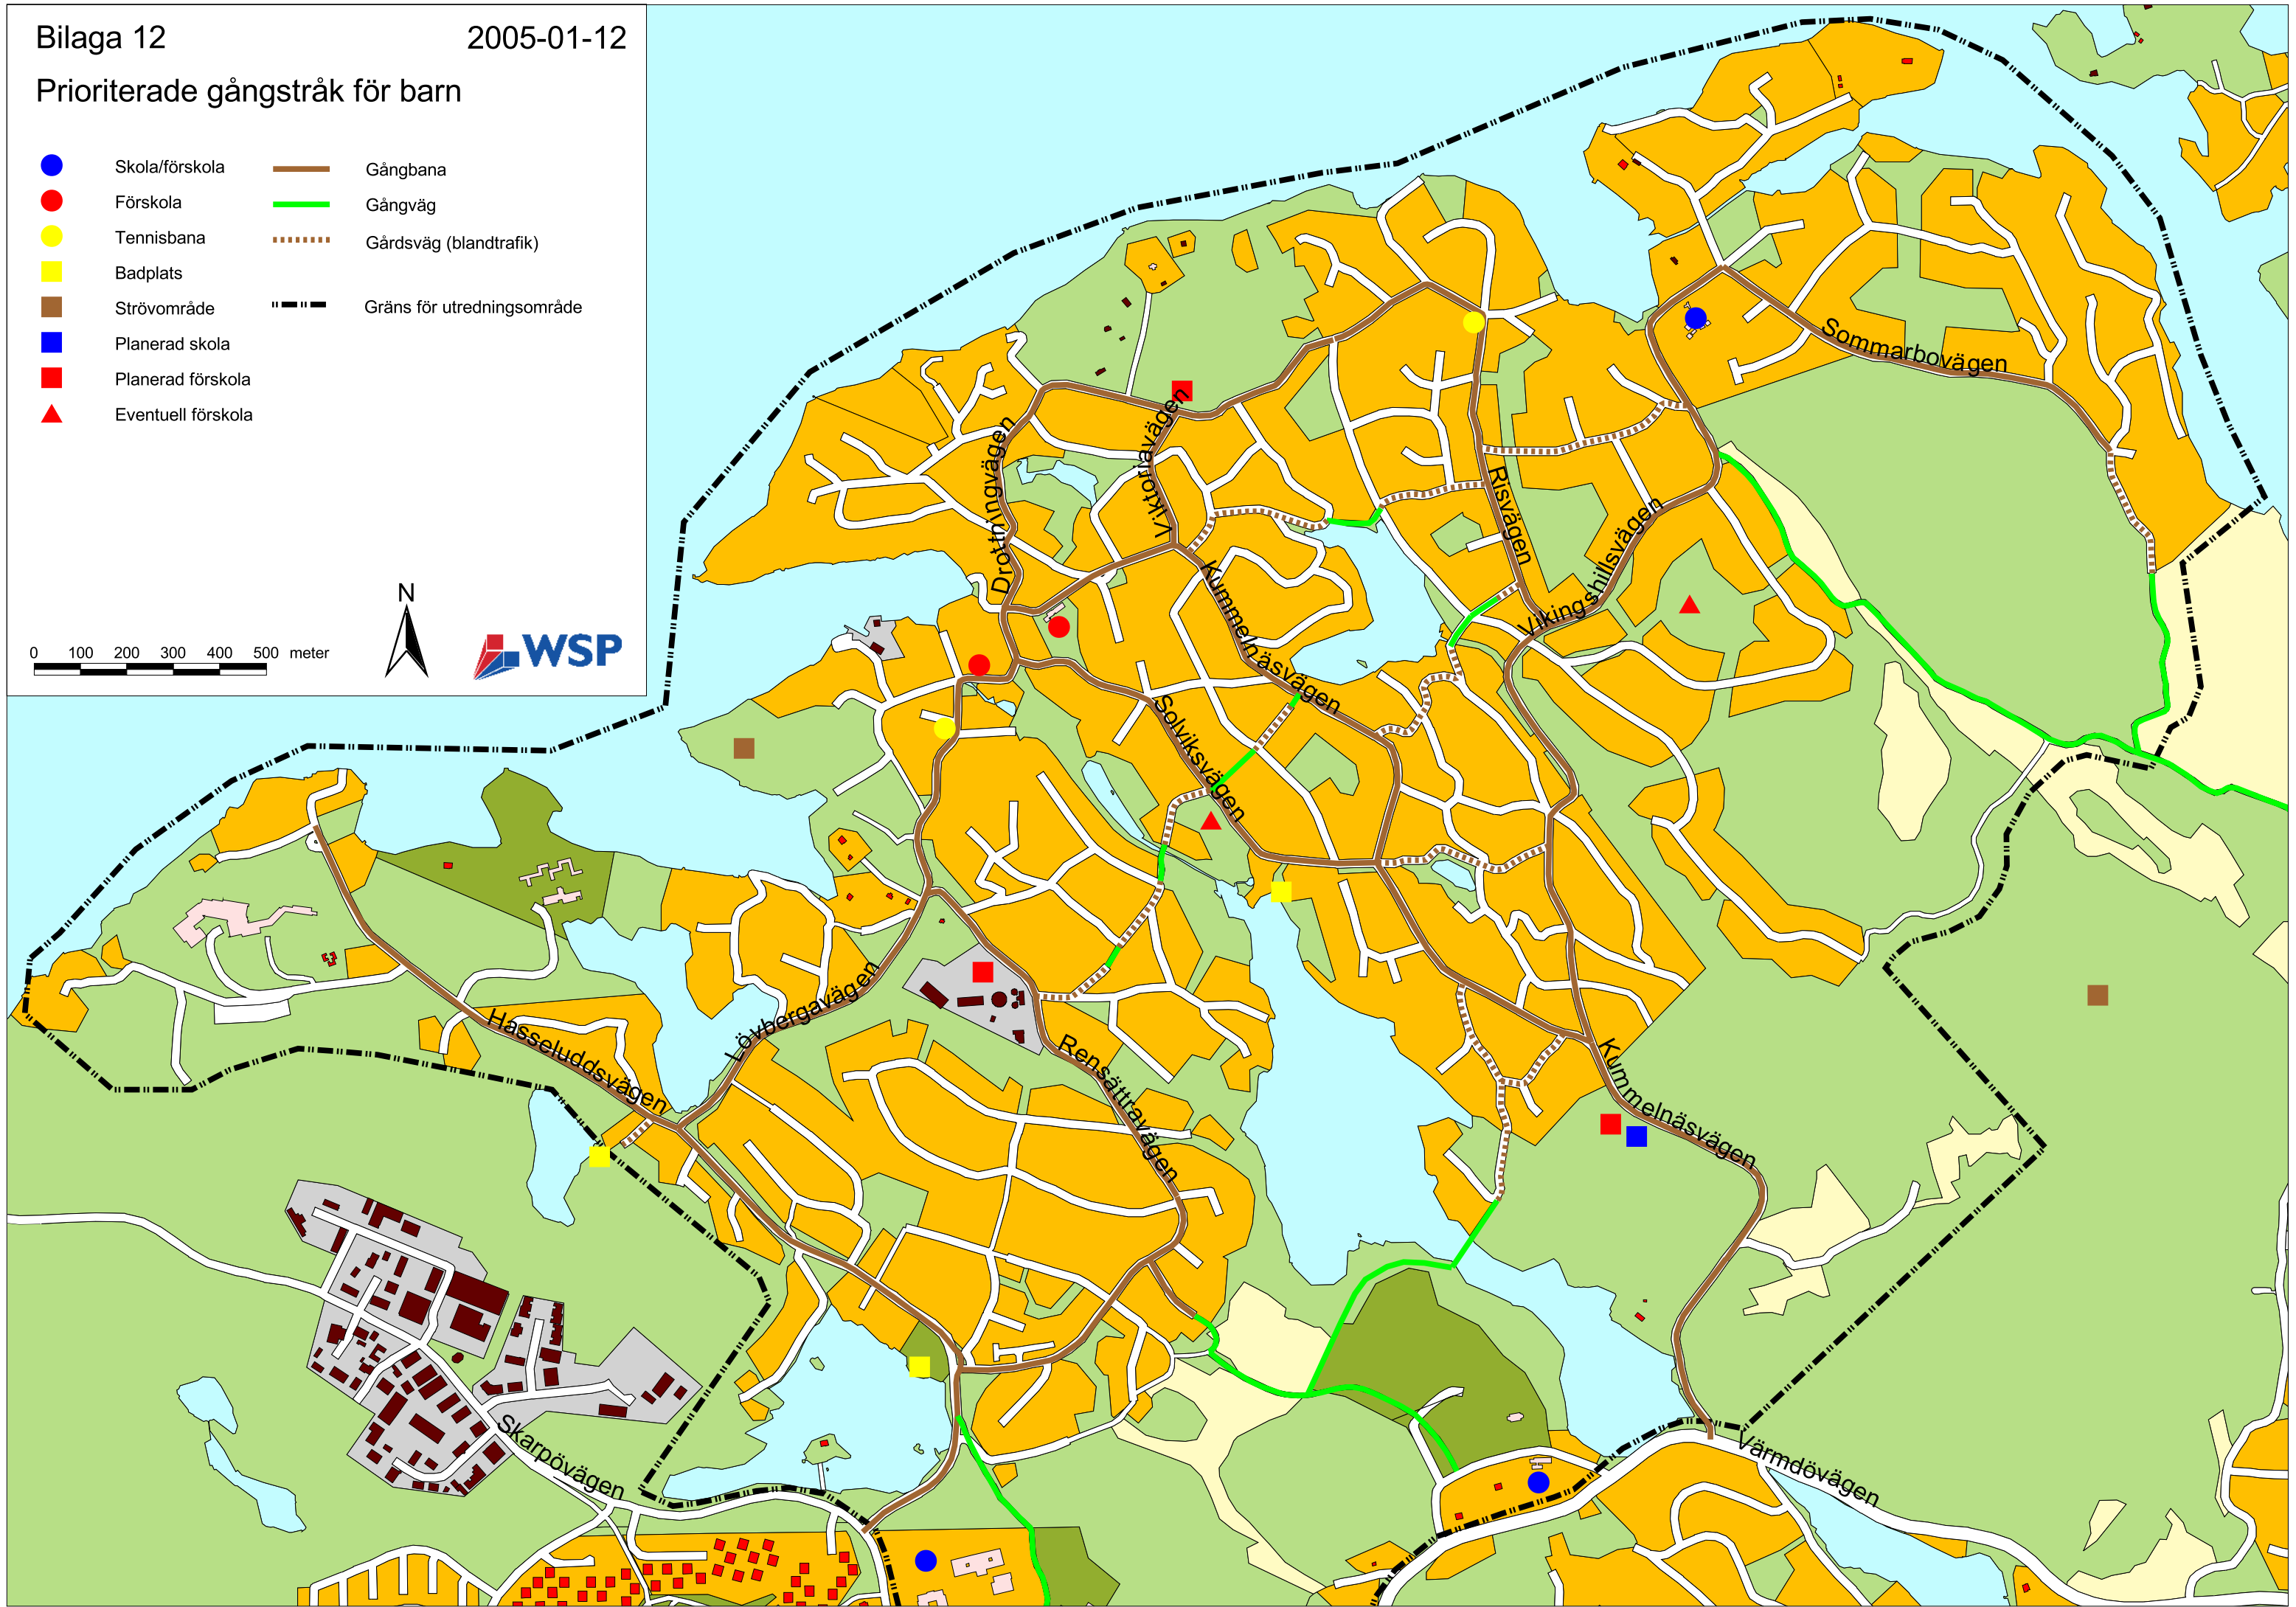 Bilaga 12 2005-01-12
Prioriterade gångstråk för barn
Skola/förskola
Förskola
Tennisbana
Badplats
Strövområde
Planerad skola
Planerad förskola
Eventuell förskola
Gångbana
Gångväg
Gårdsväg (blandtrafik)
Gräns för utredningsområde
N
0 100 200 300 400 500 meter
WSP
Sommarbovägen
Drottningvägen
Viktoriavägen
Risvägen
Vikingshillsvägen
Kummelnäsvägen
Solviksvägen
Lövbergavägen
Hasseluddsvägen
Rensättravägen
Kummelnäsvägen
Skarpövägen
Värmdövägen